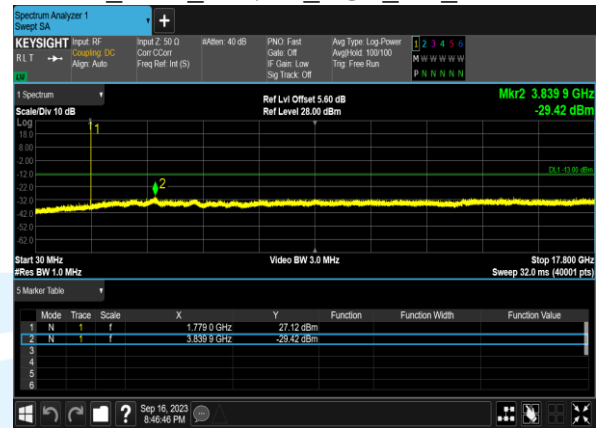 Spectrum Analyzer 1
Swept SA
KEYSIGHT Input: RF Input Z: 50 Ω #Atten: 40 dB PNO: Fast Avg Type: Log-Power 1 2 3 4 5 6
RLT Coupling: DC Corr CCorr Gate: Off Avg|Hold: 100/100 M W W W W W
Align: Auto Freq Ref: Int (S) IF Gain: Low Trig: Free Run
LW Sig Track: Off P N N N N N
1 Spectrum Ref Lvl Offset 5.60 dB Mkr2 3.839 9 GHz
Scale/Div 10 dB Ref Level 28.00 dBm -29.42 dBm
Log
1
18.0
8.00
-2.00
DL1 -13.00 dBm
-12.0
2
-22.0
-32.0
-42.0
-52.0
-62.0
Start 30 MHz Video BW 3.0 MHz Stop 17.800 GHz
#Res BW 1.0 MHz Sweep 32.0 ms (40001 pts)
5 Marker Table
Mode Trace Scale X Y Function Function Width Function Value
1 N 1 f 1.779 0 GHz 27.12 dBm
2 N 1 f 3.839 9 GHz -29.42 dBm
3
4
5
6
? Sep 16, 2023
8:46:46 PM